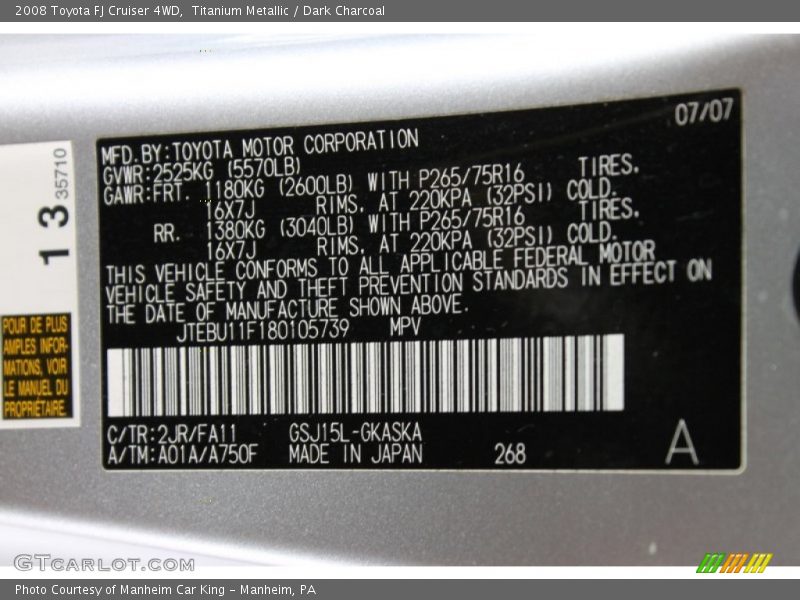 2008 Toyota FJ Cruiser 4WD,  Titanium Metallic / Dark Charcoal
07/07
MFD.BY:TOYOTA MOTOR CORPORATION
GVWR:2525KG (5570LB)
GAWR:FRT. 1180KG (2600LB) WITH P265/75R16 TIRES.
16X7J RIMS, AT 220KPA (32PSI) COLD.
RR. 1380KG (3040LB) WITH P265/75R16 TIRES.
16X7J RIMS, AT 220KPA (32PSI) COLD.
THIS VEHICLE CONFORMS TO ALL APPLICABLE FEDERAL MOTOR
VEHICLE SAFETY AND THEFT PREVENTION STANDARDS IN EFFECT ON
THE DATE OF MANUFACTURE SHOWN ABOVE.
JTEBU11F180105739 MPV
C/TR:2JR/FA11 GSJ15L-GKASKA
A/TM:A01A/A750F MADE IN JAPAN 268
A
1 3 35710
POUR DE PLUS
AMPLES INFOR-
MATIONS, VOIR
LE MANUEL DU
PROPRIÉTAIRE.
GTCARLOT.COM
Photo Courtesy of Manheim Car King – Manheim, PA